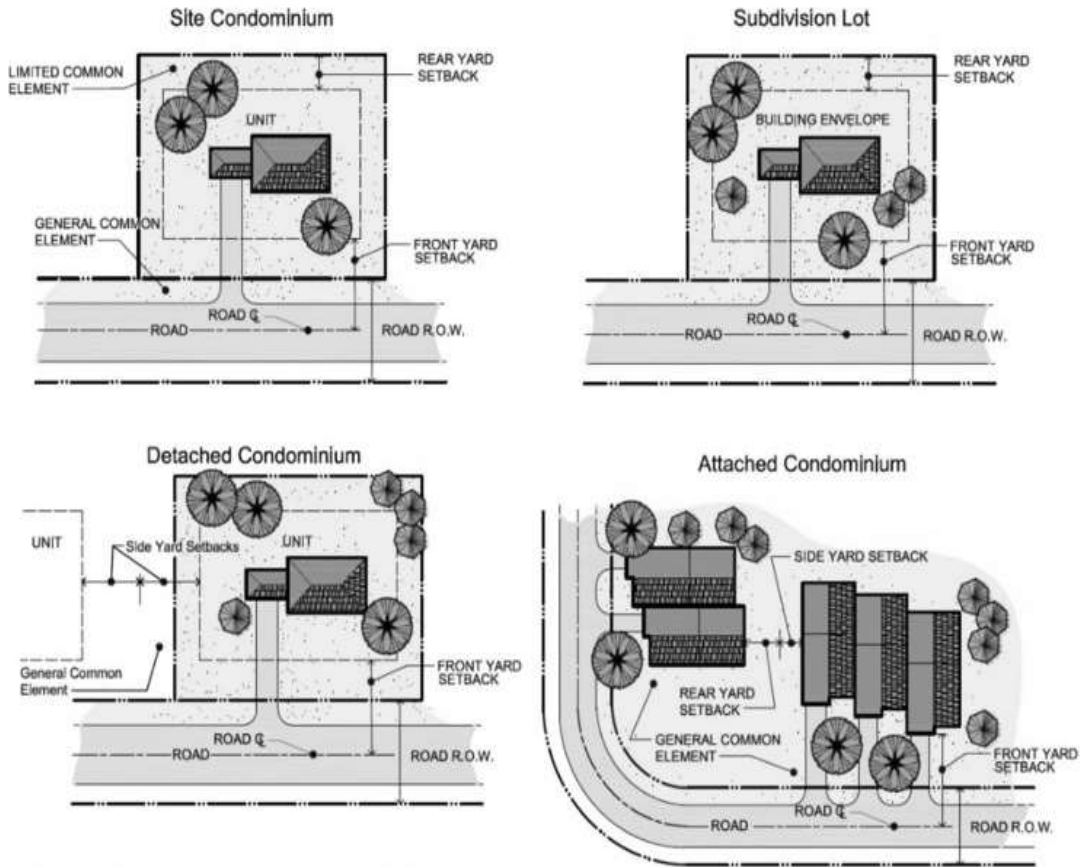 Site Condominium
LIMITED COMMON
ELEMENT
REAR YARD
SETBACK
UNIT
GENERAL COMMON
ELEMENT
FRONT YARD
SETBACK
ROAD ℄
ROAD
ROAD R.O.W.
Subdivision Lot
REAR YARD
SETBACK
BUILDING ENVELOPE
FRONT YARD
SETBACK
ROAD ℄
ROAD
ROAD R.O.W.
Detached Condominium
UNIT
Side Yard Setbacks
UNIT
General Common
Element
FRONT YARD
SETBACK
ROAD ℄
ROAD
ROAD R.O.W.
Attached Condominium
SIDE YARD SETBACK
REAR YARD
SETBACK
GENERAL COMMON
ELEMENT
FRONT YARD
SETBACK
ROAD ℄
ROAD
ROAD R.O.W.